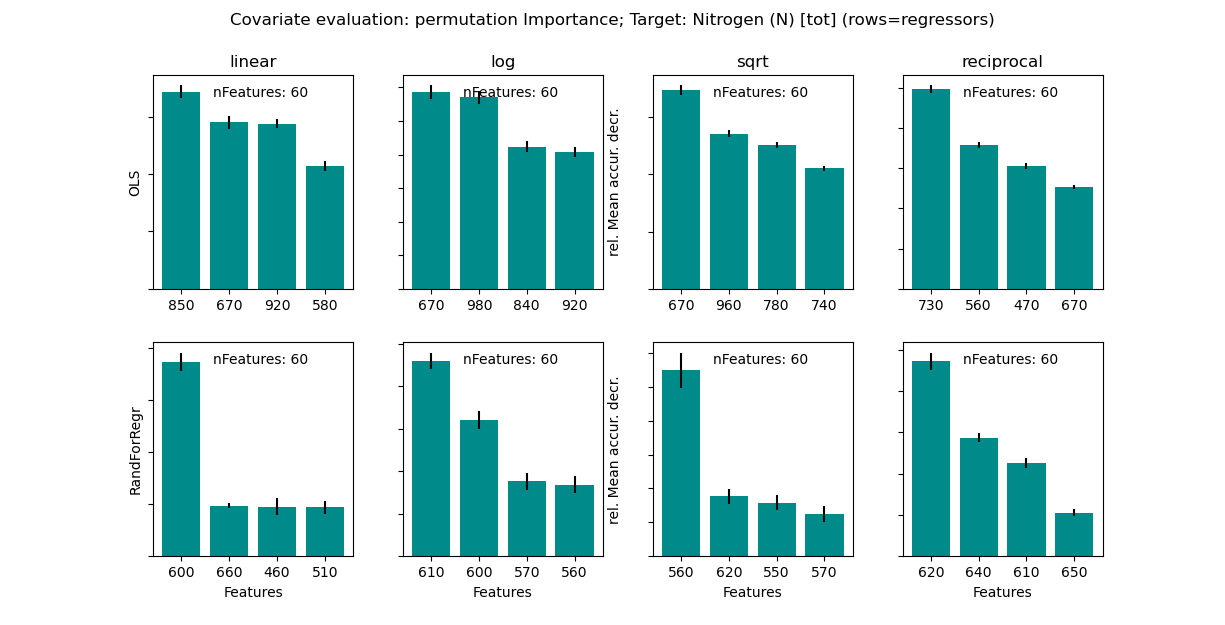 Covariate evaluation: permutation Importance; Target: Nitrogen (N) [tot] (rows=regressors)
linear
log
sqrt
reciprocal
OLS
nFeatures: 60
nFeatures: 60
rel. Mean accur. decr.
nFeatures: 60
nFeatures: 60
850 670 920 580
670 980 840 920
670 960 780 740
730 560 470 670
RandForRegr
nFeatures: 60
nFeatures: 60
rel. Mean accur. decr.
nFeatures: 60
nFeatures: 60
600 660 460 510
610 600 570 560
560 620 550 570
620 640 610 650
Features
Features
Features
Features